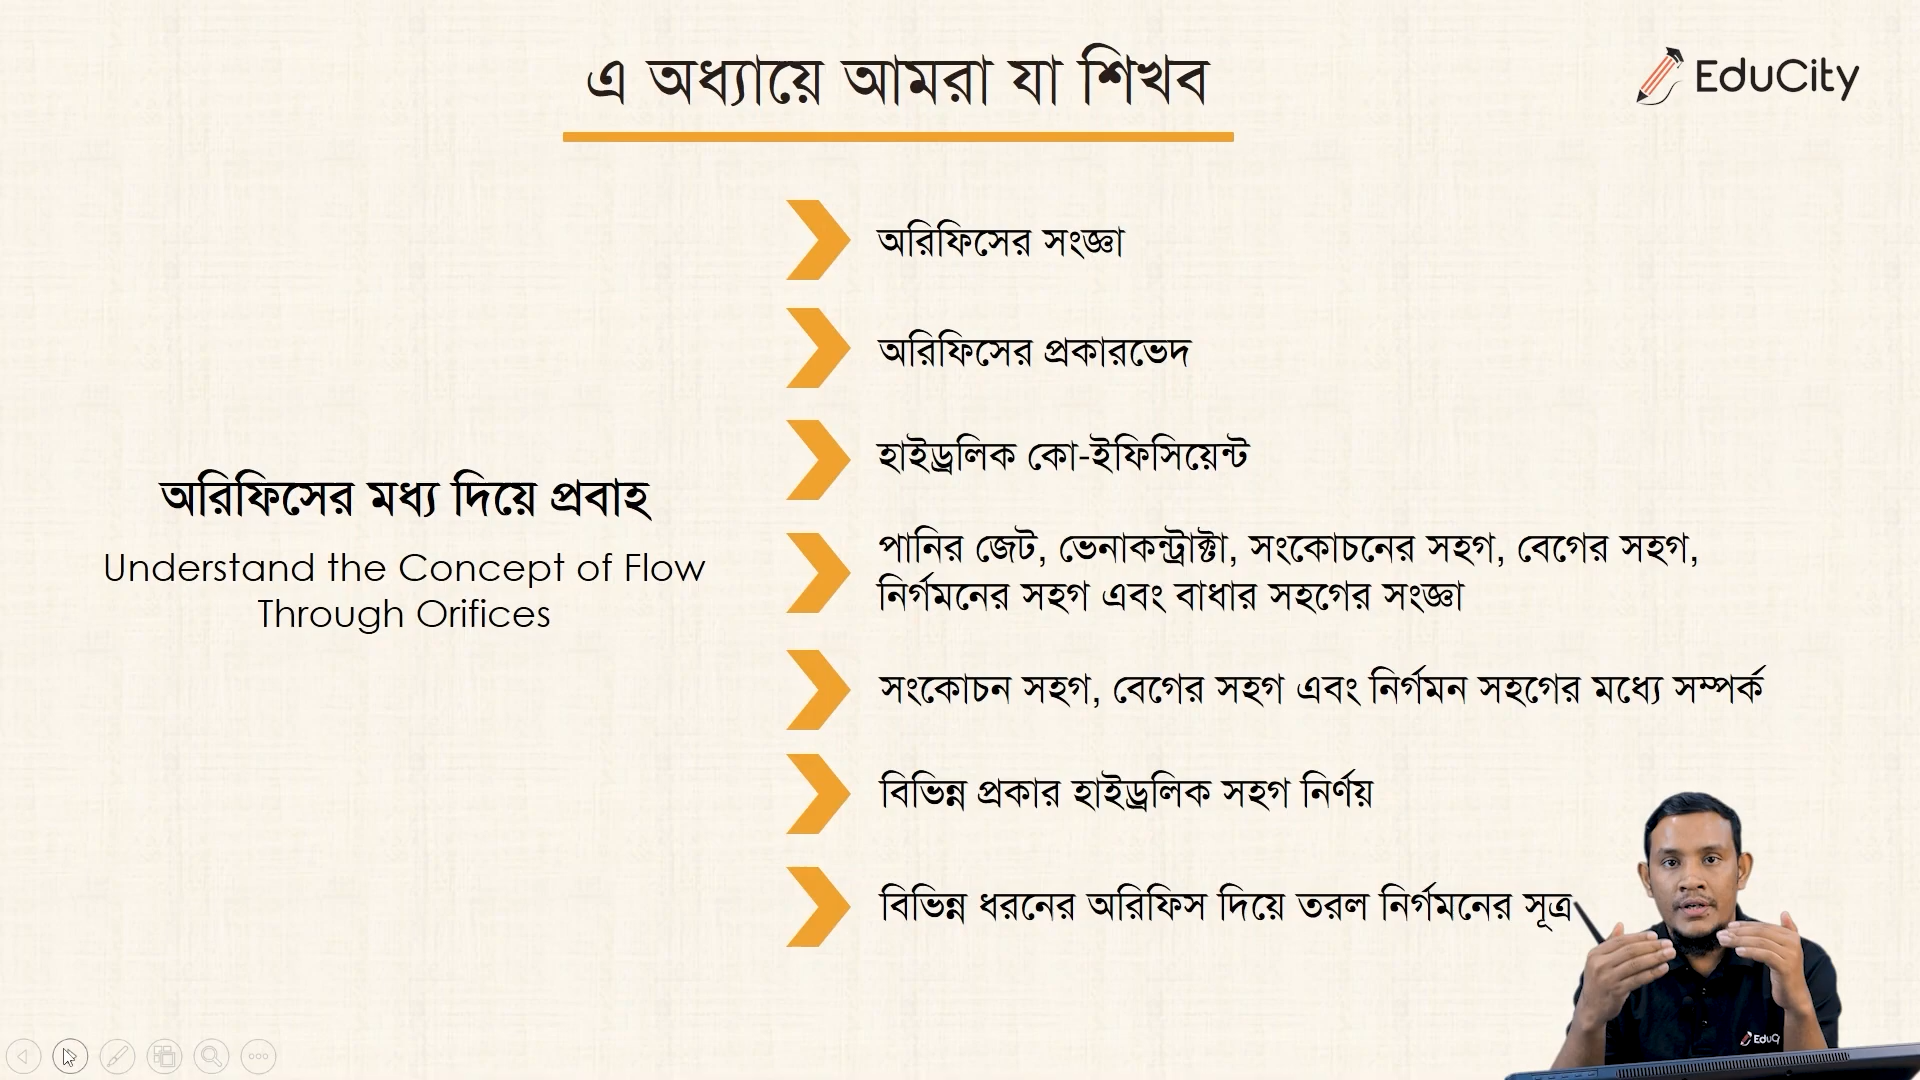 এ অধ্যায়ে আমরা যা শিখব
EduCity
অরিফিসের মধ্য দিয়ে প্রবাহ
Understand the Concept of Flow
Through Orifices
অরিফিসের সংজ্ঞা
অরিফিসের প্রকারভেদ
হাইড্রলিক কো-ইফিসিয়েন্ট
পানির জেট, ভেনাকন্ট্রাক্টা, সংকোচনের সহগ, বেগের সহগ,
নির্গমনের সহগ এবং বাধার সহগের সংজ্ঞা
সংকোচন সহগ, বেগের সহগ এবং নির্গমন সহগের মধ্যে সম্পর্ক
বিভিন্ন প্রকার হাইড্রলিক সহগ নির্ণয়
বিভিন্ন ধরনের অরিফিস দিয়ে তরল নির্গমনের সূত্র